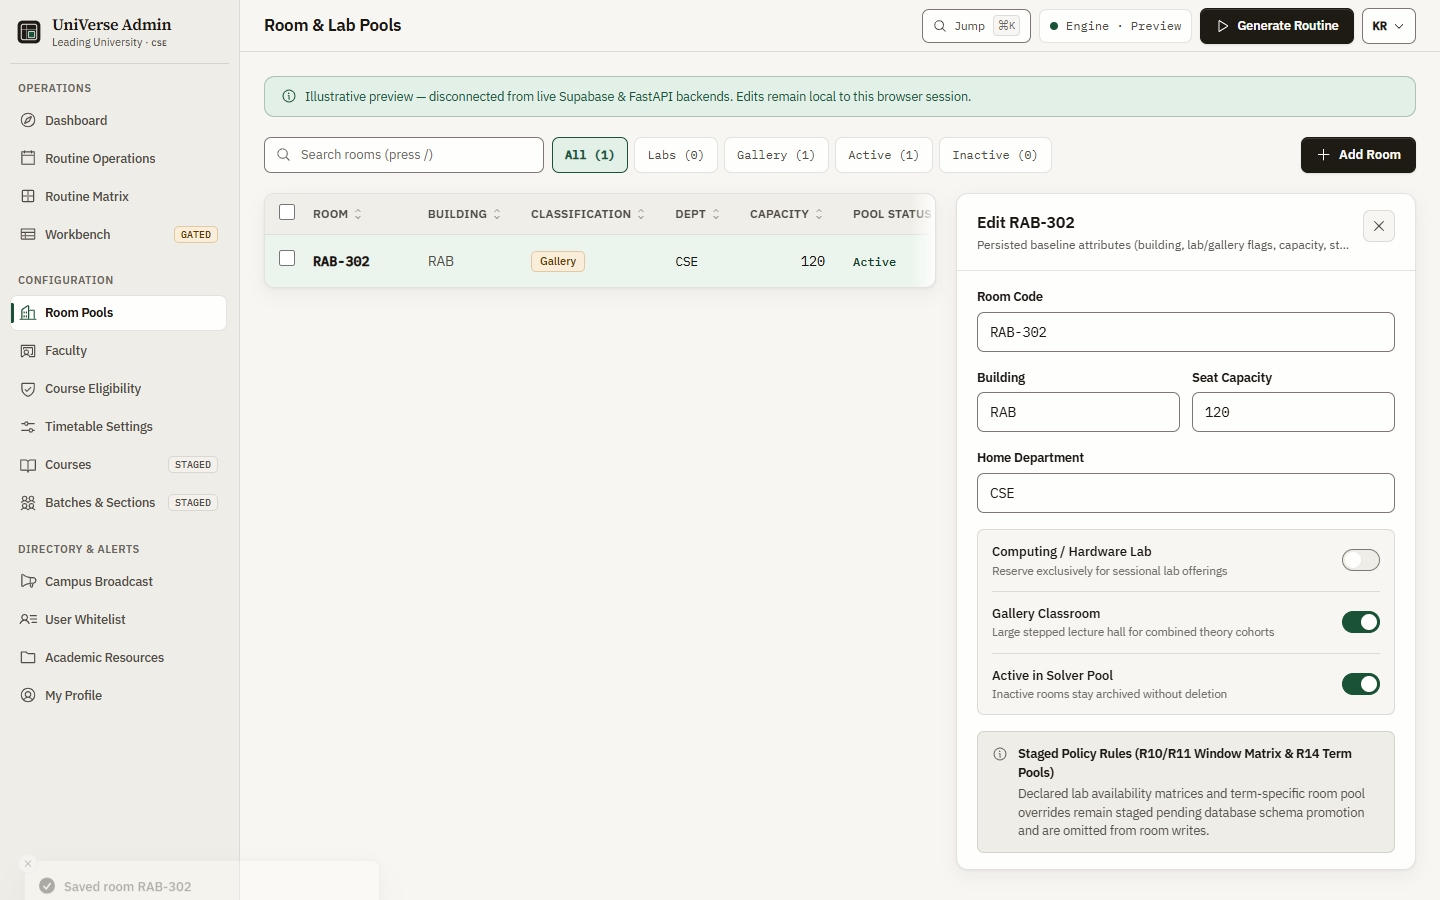 UniVerse Admin
Leading University · CSE
OPERATIONS
Dashboard
Routine Operations
Routine Matrix
Workbench GATED
CONFIGURATION
Room Pools
Faculty
Course Eligibility
Timetable Settings
Courses STAGED
Batches & Sections STAGED
DIRECTORY & ALERTS
Campus Broadcast
User Whitelist
Academic Resources
My Profile
Room & Lab Pools
Jump ⌘K
Engine · Preview
Generate Routine
KR
Illustrative preview — disconnected from live Supabase & FastAPI backends. Edits remain local to this browser session.
Search rooms (press /)
All (1) Labs (0) Gallery (1) Active (1) Inactive (0)
Add Room
ROOM BUILDING CLASSIFICATION DEPT CAPACITY POOL STATUS
RAB-302 RAB Gallery CSE 120 Active
Edit RAB-302
Persisted baseline attributes (building, lab/gallery flags, capacity, st...
Room Code
RAB-302
Building Seat Capacity
RAB 120
Home Department
CSE
Computing / Hardware Lab
Reserve exclusively for sessional lab offerings
Gallery Classroom
Large stepped lecture hall for combined theory cohorts
Active in Solver Pool
Inactive rooms stay archived without deletion
Staged Policy Rules (R10/R11 Window Matrix & R14 Term
Pools)
Declared lab availability matrices and term-specific room pool
overrides remain staged pending database schema promotion
and are omitted from room writes.
Saved room RAB-302